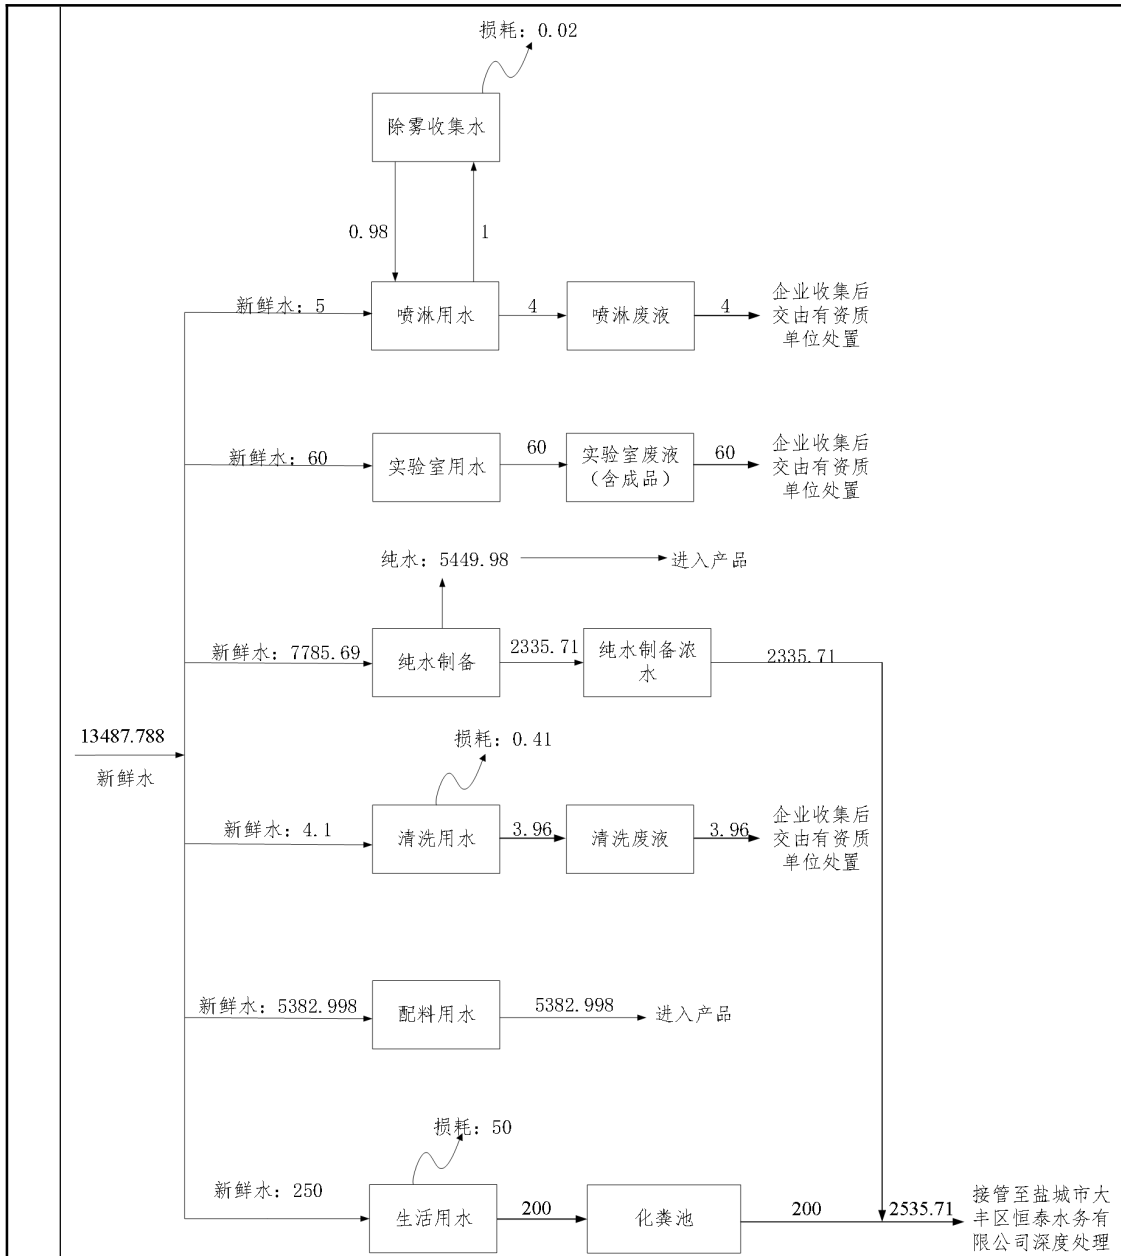 损耗：0.02
除雾收集水
0.98
1
新鲜水：5
喷淋用水
4
喷淋废液
4
企业收集后
交由有资质
单位处置
新鲜水：60
实验室用水
60
实验室废液
（含成品）
60
企业收集后
交由有资质
单位处置
纯水：5449.98
进入产品
新鲜水：7785.69
纯水制备
2335.71
纯水制备浓
水
2335.71
13487.788
新鲜水
损耗：0.41
新鲜水：4.1
清洗用水
3.96
清洗废液
3.96
企业收集后
交由有资质
单位处置
新鲜水：5382.998
配料用水
5382.998
进入产品
损耗：50
新鲜水：250
生活用水
200
化粪池
200
2535.71
接管至盐城市大
丰区恒泰水务有
限公司深度处理